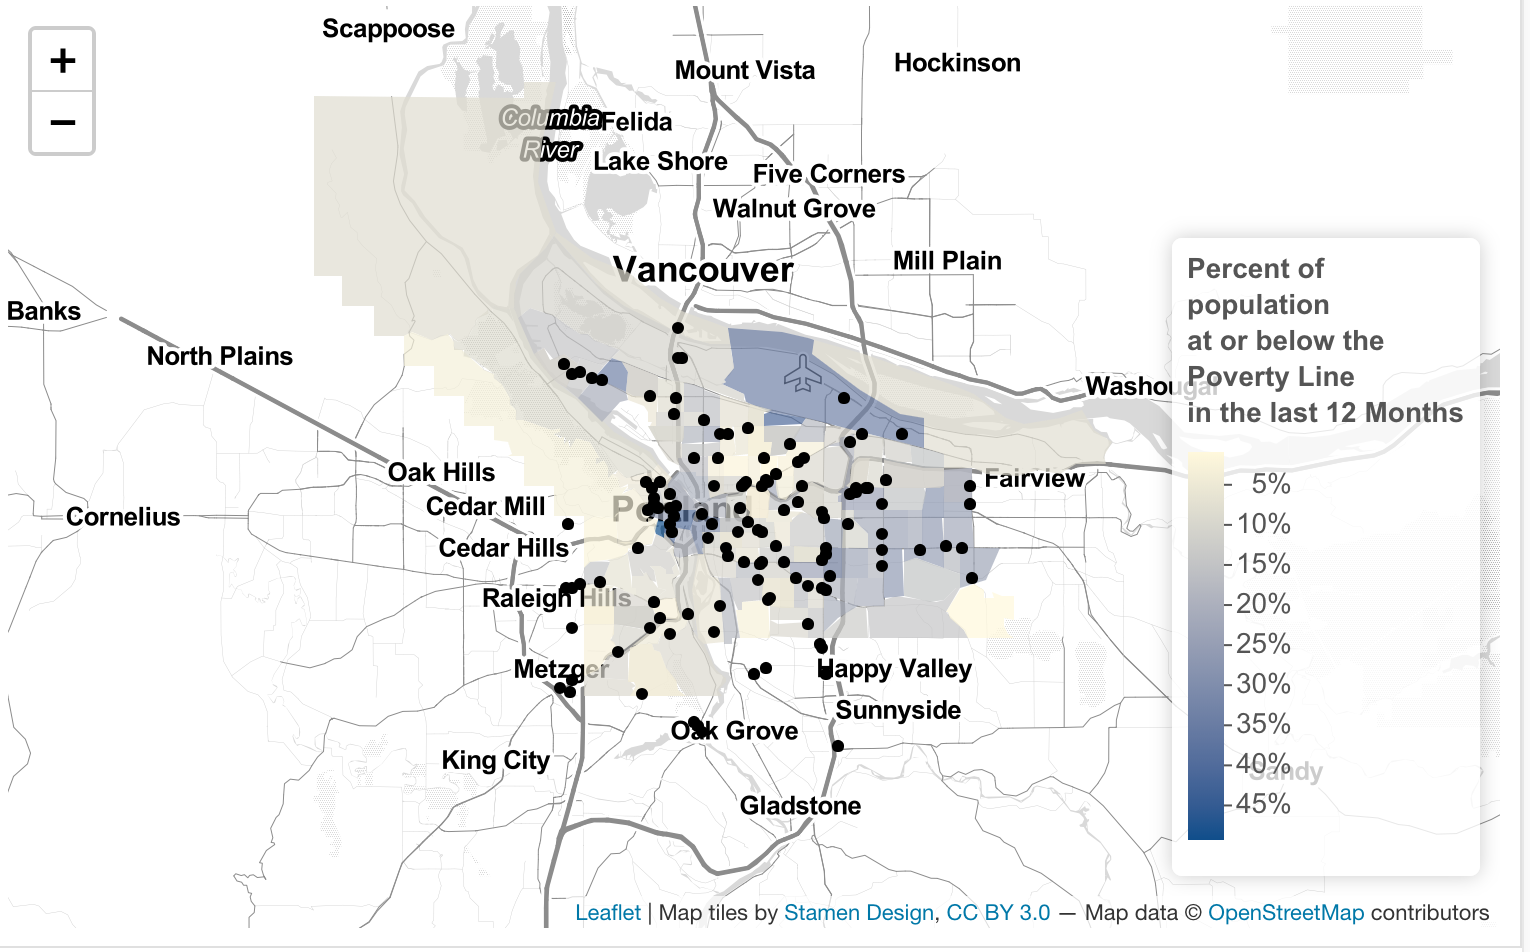 Scappoose
+
Mount Vista
Hockinson
−
Columbia
River
Felida
Lake Shore
Five Corners
Walnut Grove
Vancouver
Mill Plain
Banks
North Plains
Washougal
Percent of
population
at or below the
Poverty Line
in the last 12 Months
5%
10%
15%
20%
25%
30%
35%
40%
45%
Oak Hills
Fairview
Cedar Mill
Portland
Cornelius
Cedar Hills
Raleigh Hills
Metzger
Happy Valley
Sunnyside
Oak Grove
King City
Sandy
Gladstone
Leaflet | Map tiles by Stamen Design, CC BY 3.0 — Map data © OpenStreetMap contributors